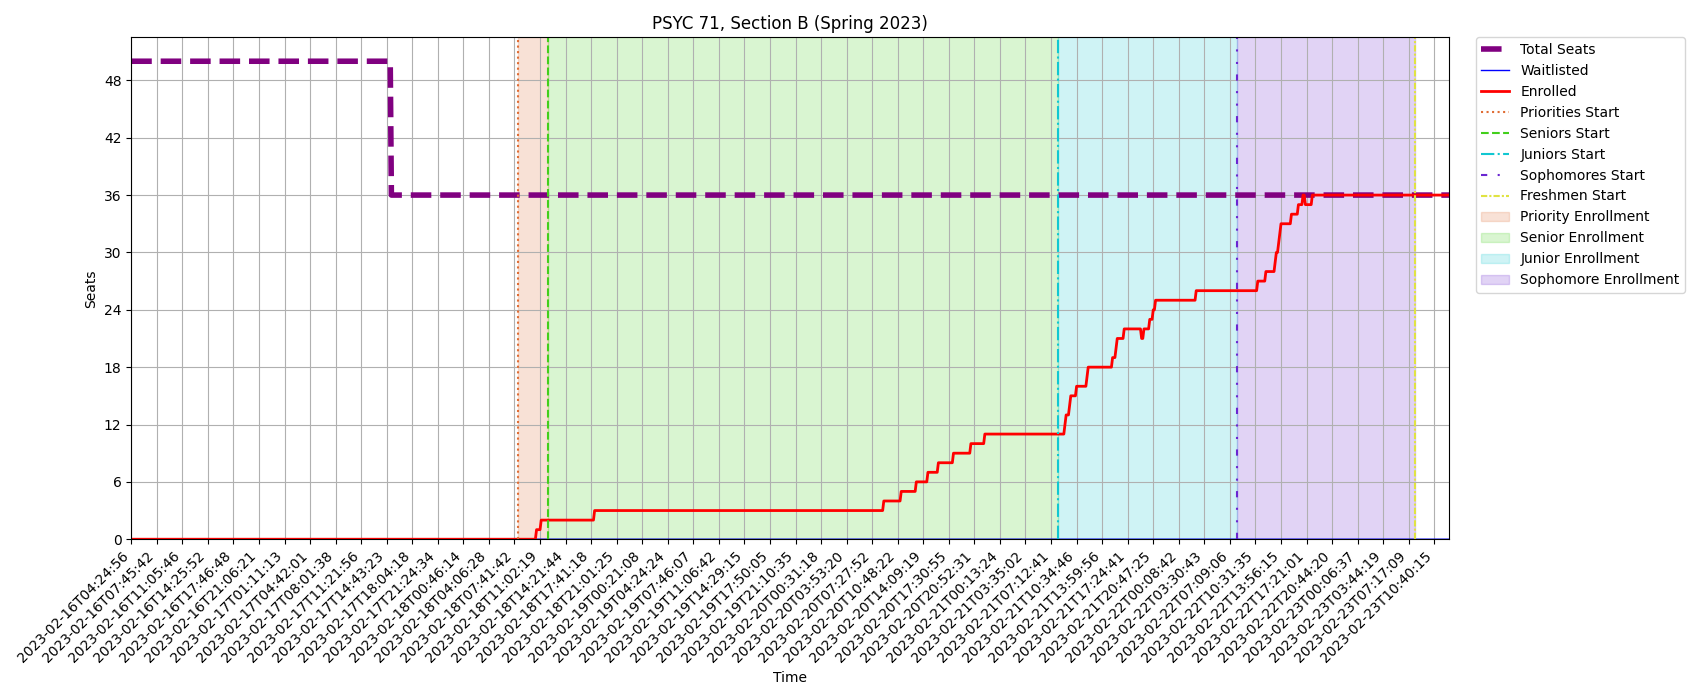 PSYC 71, Section B (Spring 2023)
Total Seats
Waitlisted
Enrolled
Priorities Start
Seniors Start
Juniors Start
Sophomores Start
Freshmen Start
Priority Enrollment
Senior Enrollment
Junior Enrollment
Sophomore Enrollment
Seats
48
42
36
30
24
18
12
6
0
2023-02-16T04:24:56
2023-02-16T07:45:42
2023-02-16T11:05:46
2023-02-16T14:25:52
2023-02-16T17:46:48
2023-02-16T21:06:21
2023-02-17T01:11:13
2023-02-17T04:42:01
2023-02-17T08:01:38
2023-02-17T11:21:56
2023-02-17T14:43:23
2023-02-17T18:04:18
2023-02-17T21:24:34
2023-02-18T00:46:14
2023-02-18T04:06:28
2023-02-18T07:41:42
2023-02-18T11:02:19
2023-02-18T14:21:44
2023-02-18T17:41:18
2023-02-18T21:01:25
2023-02-19T00:21:08
2023-02-19T04:24:24
2023-02-19T07:46:07
2023-02-19T11:06:42
2023-02-19T14:29:15
2023-02-19T17:50:05
2023-02-19T21:10:35
2023-02-20T00:31:18
2023-02-20T03:53:20
2023-02-20T07:27:52
2023-02-20T10:48:22
2023-02-20T14:09:19
2023-02-20T17:30:55
2023-02-20T20:52:31
2023-02-21T00:13:24
2023-02-21T03:35:02
2023-02-21T07:12:41
2023-02-21T10:34:46
2023-02-21T13:59:56
2023-02-21T17:24:41
2023-02-21T20:47:25
2023-02-22T00:08:42
2023-02-22T03:30:43
2023-02-22T07:09:06
2023-02-22T10:31:35
2023-02-22T13:56:15
2023-02-22T17:21:01
2023-02-22T20:44:20
2023-02-23T00:06:37
2023-02-23T03:44:19
2023-02-23T07:17:09
2023-02-23T10:40:15
Time